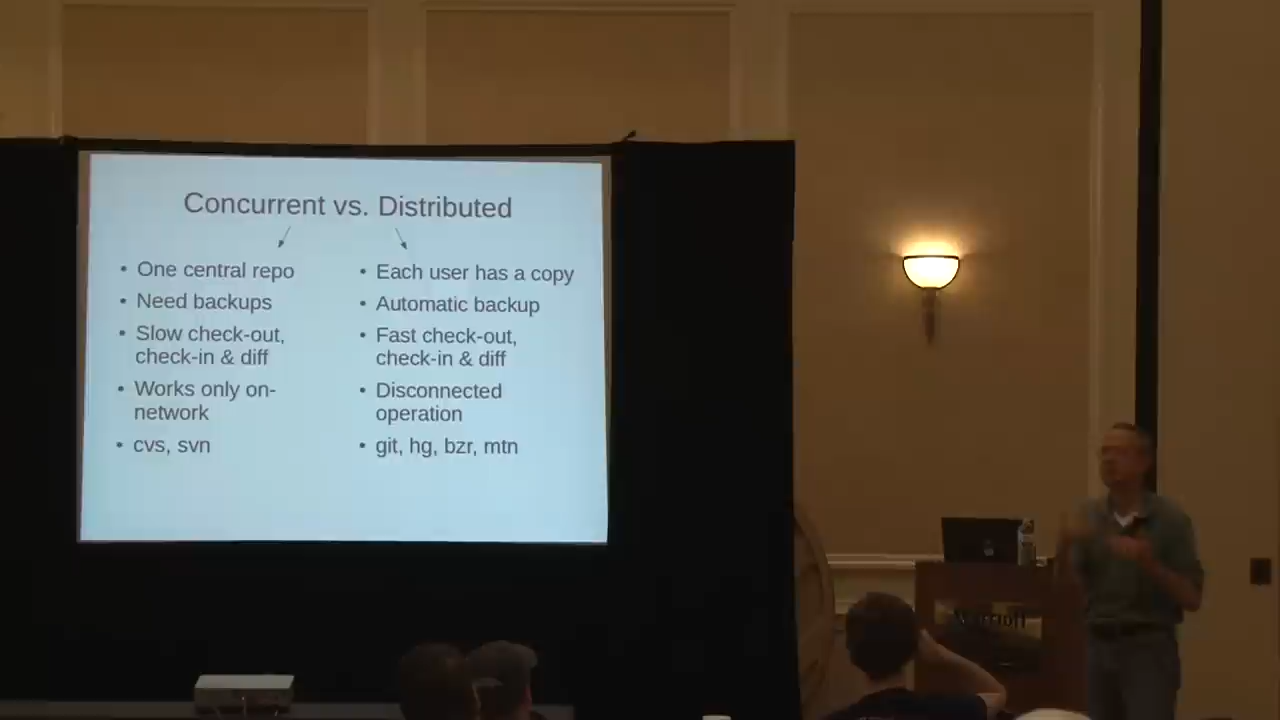 Concurrent vs. Distributed
• One central repo
• Need backups
• Slow check-out,
check-in & diff
• Works only on-
network
• cvs, svn
• Each user has a copy
• Automatic backup
• Fast check-out,
check-in & diff
• Disconnected
operation
• git, hg, bzr, mtn
Marriott